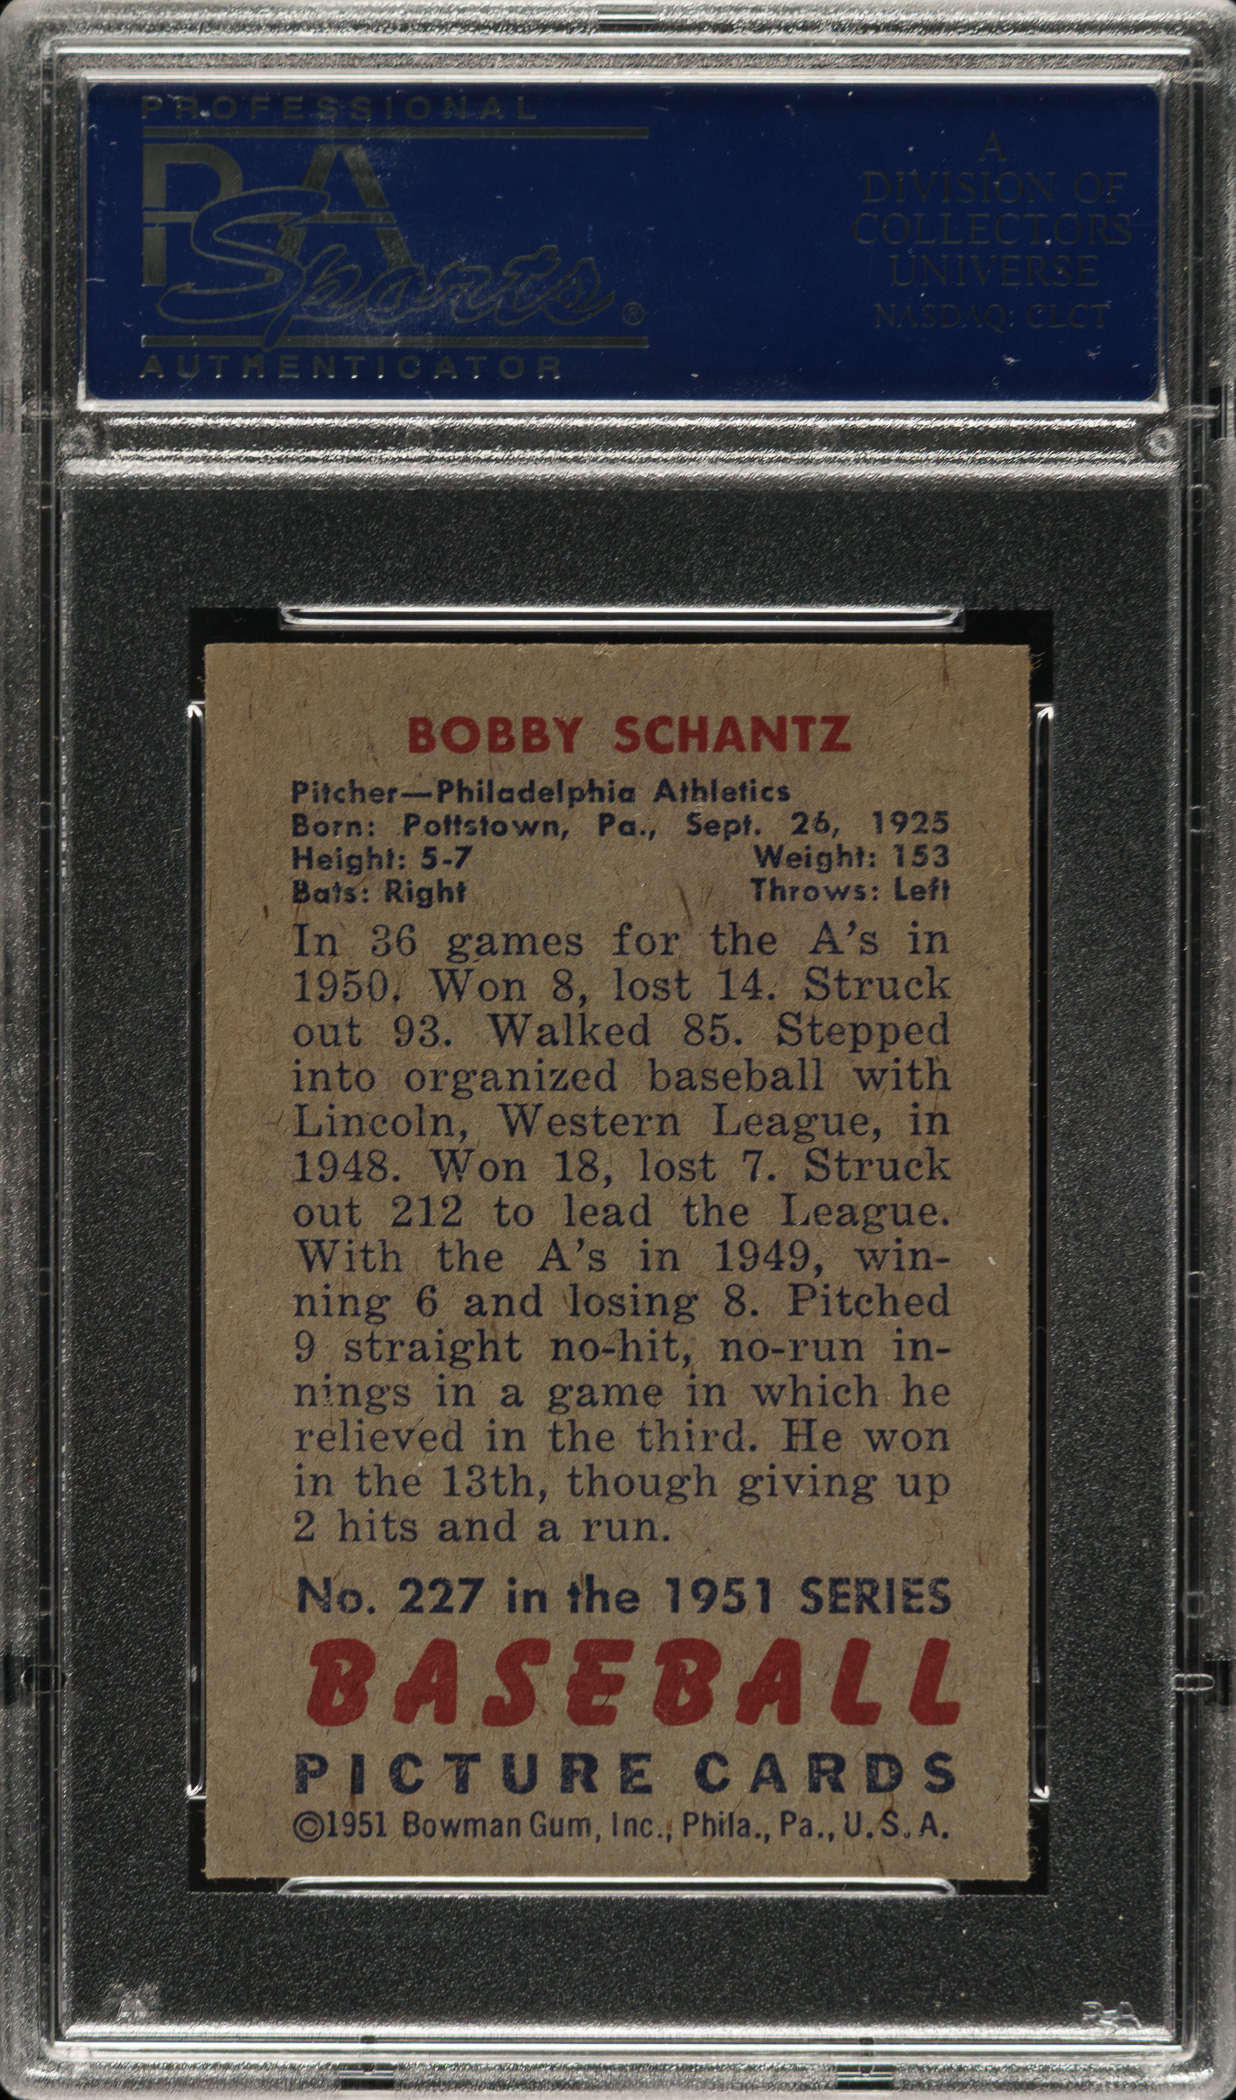 PROFESSIONAL
PSA
Sports®
AUTHENTICATOR
A
DIVISION OF
COLLECTORS
UNIVERSE
NASDAQ: CLCT
BOBBY SCHANTZ
Pitcher—Philadelphia Athletics
Born: Pottstown, Pa., Sept. 26, 1925
Height: 5-7 Weight: 153
Bats: Right Throws: Left
In 36 games for the A's in
1950. Won 8, lost 14. Struck
out 93. Walked 85. Stepped
into organized baseball with
Lincoln, Western League, in
1948. Won 18, lost 7. Struck
out 212 to lead the League.
With the A's in 1949, win-
ning 6 and losing 8. Pitched
9 straight no-hit, no-run in-
nings in a game in which he
relieved in the third. He won
in the 13th, though giving up
2 hits and a run.
No. 227 in the 1951 SERIES
BASEBALL
PICTURE CARDS
©1951 Bowman Gum, Inc., Phila., Pa., U.S.A.
PSA